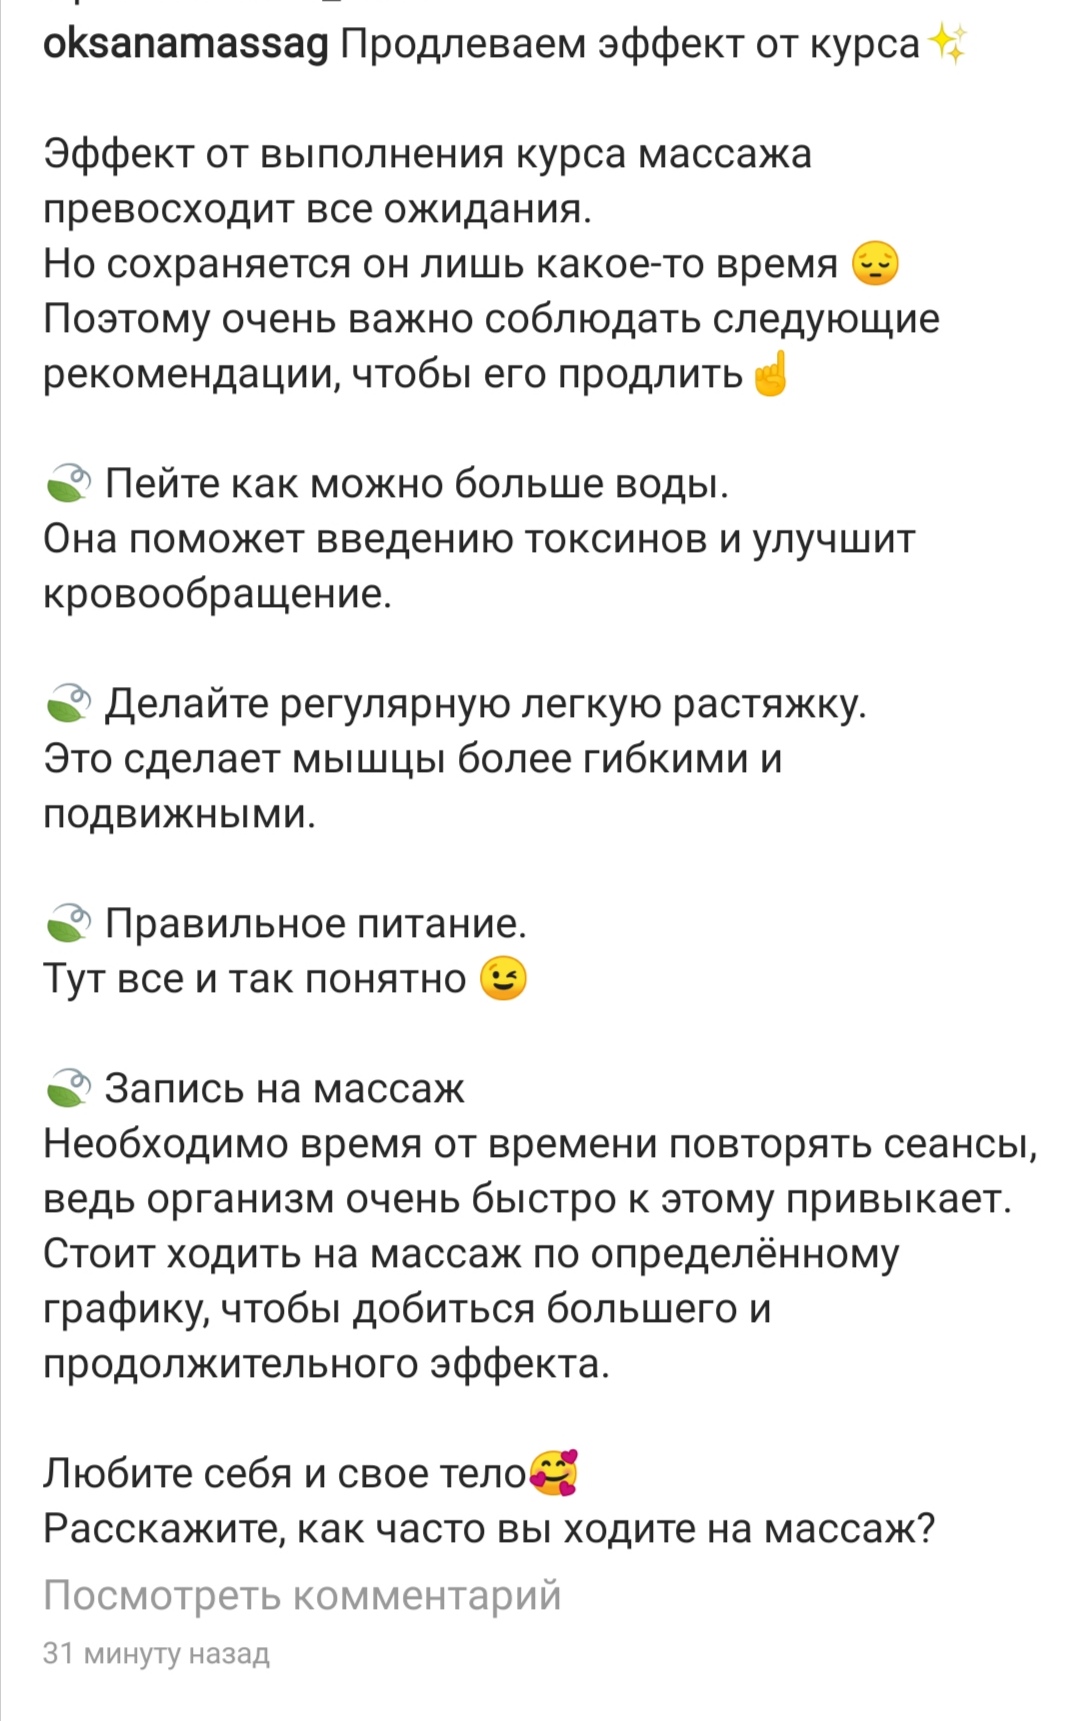 oksanamassag Продлеваем эффект от курса✨
Эффект от выполнения курса массажа
превосходит все ожидания.
Но сохраняется он лишь какое-то время 😔
Поэтому очень важно соблюдать следующие
рекомендации, чтобы его продлить☝
🍃 Пейте как можно больше воды.
Она поможет введению токсинов и улучшит
кровообращение.
🍃 Делайте регулярную легкую растяжку.
Это сделает мышцы более гибкими и
подвижными.
🍃 Правильное питание.
Тут все и так понятно 😉
🍃 Запись на массаж
Необходимо время от времени повторять сеансы,
ведь организм очень быстро к этому привыкает.
Стоит ходить на массаж по определённому
графику, чтобы добиться большего и
продолжительного эффекта.
Любите себя и свое тело🥰
Расскажите, как часто вы ходите на массаж?
Посмотреть комментарий
31 минуту назад